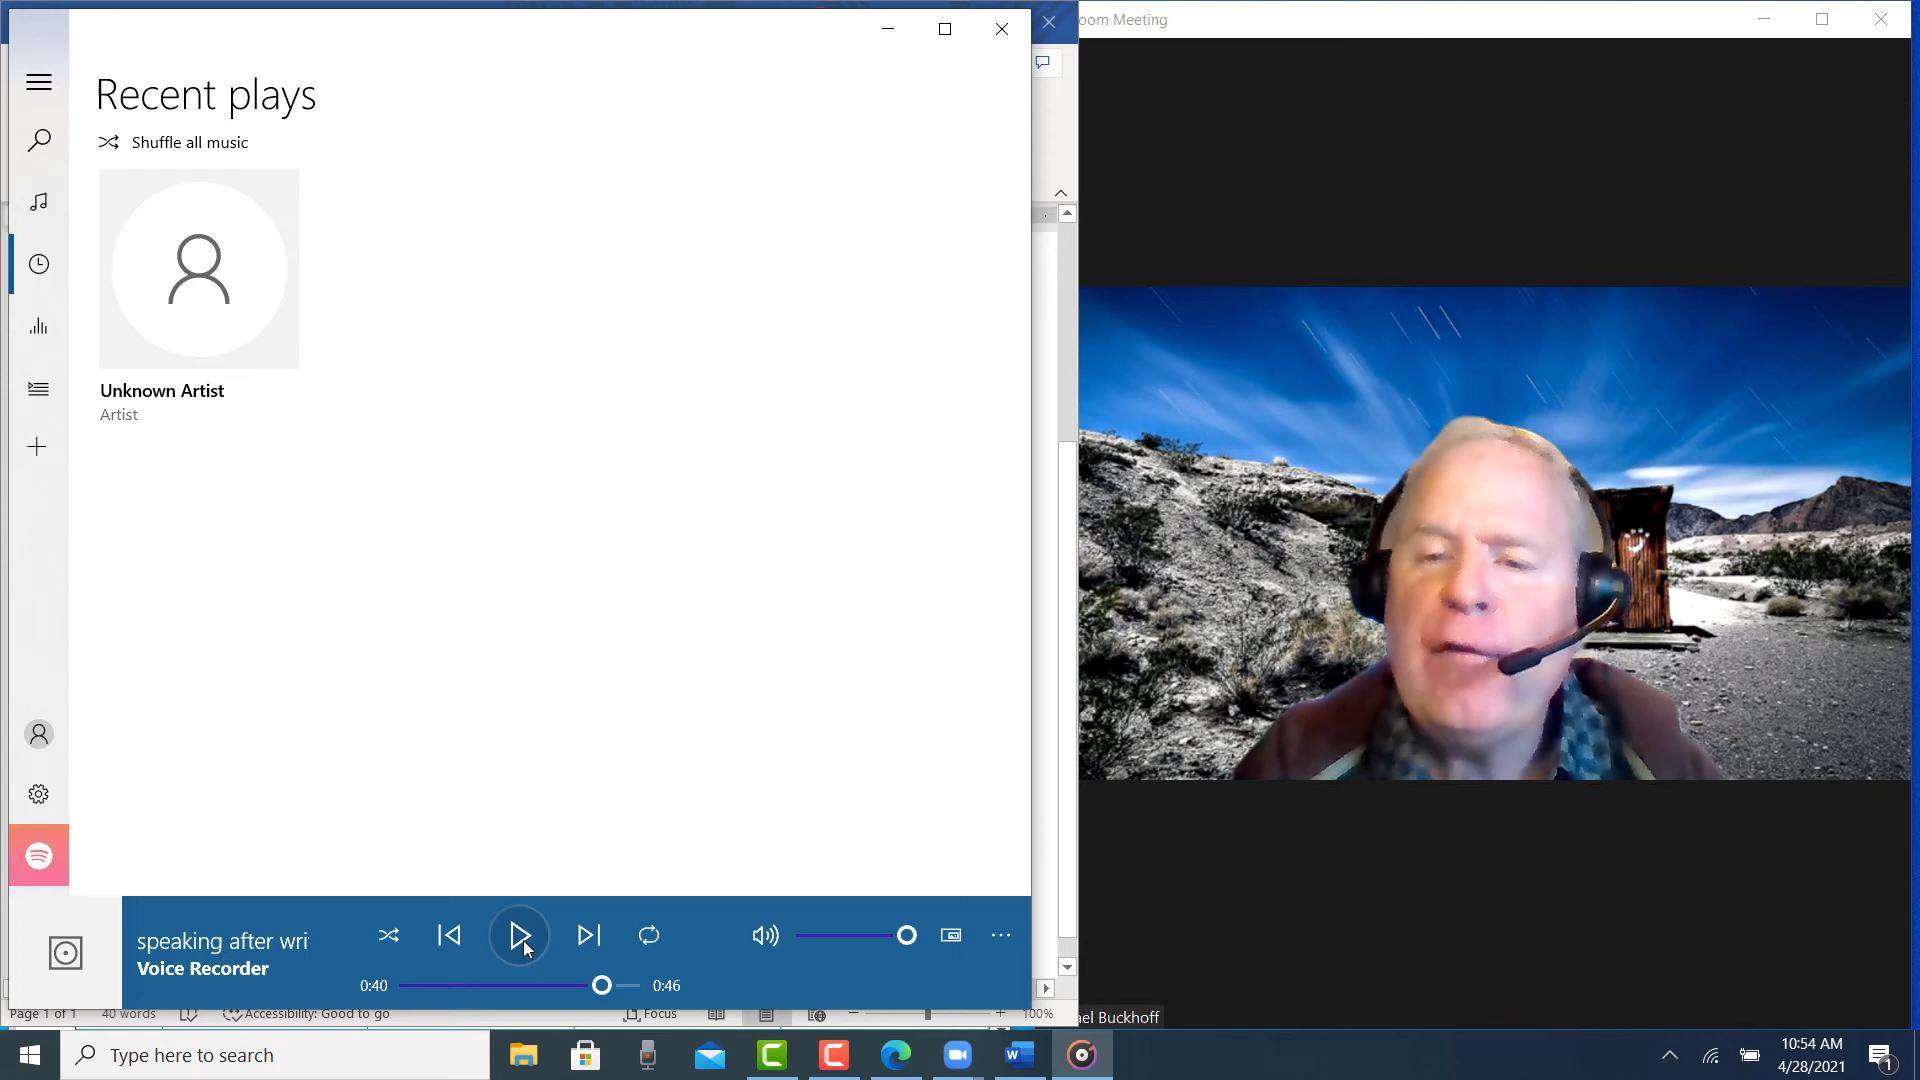 oom Meeting
Recent plays
Shuffle all music
Unknown Artist
Artist
speaking after wri
Voice Recorder
0:40
0:46
Page 1 of 1
40 words
Accessibility: Good to go
Focus
100%
ael Buckhoff
Type here to search
10:54 AM
4/28/2021
1